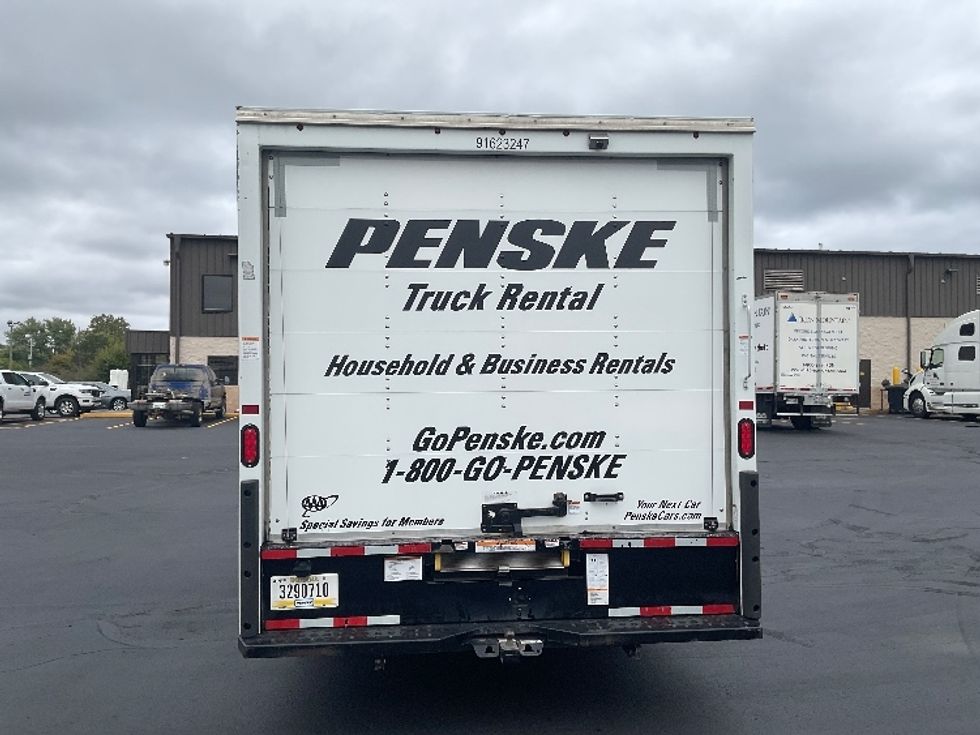 91623247
PENSKE
Truck Rental
Household & Business Rentals
GoPenske.com
1-800-GO-PENSKE
AAA
Special Savings for Members
Your Next Car
PenskeCars.com
3290710